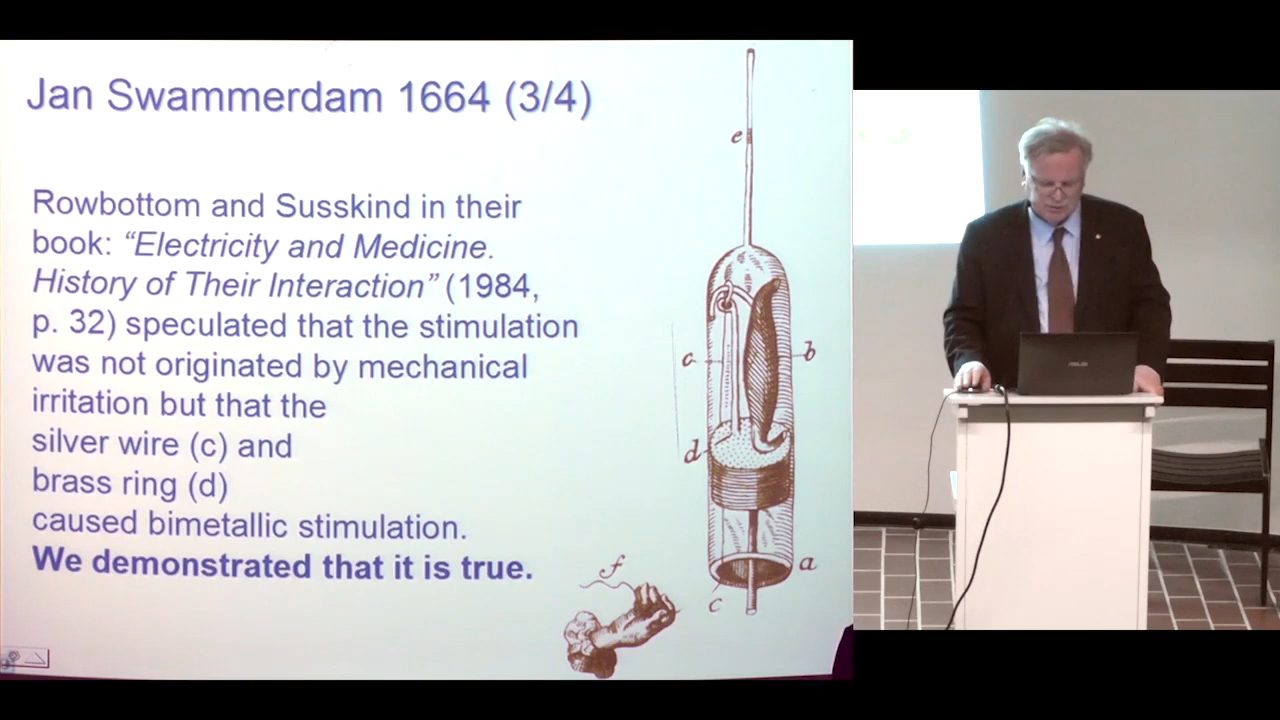 Jan Swammerdam 1664 (3/4)
Rowbottom and Susskind in their
book: “Electricity and Medicine.
History of Their Interaction” (1984,
p. 32) speculated that the stimulation
was not originated by mechanical
irritation but that the
silver wire (c) and
brass ring (d)
caused bimetallic stimulation.
We demonstrated that it is true.
e
c
b
d
a
c
f
ASUS